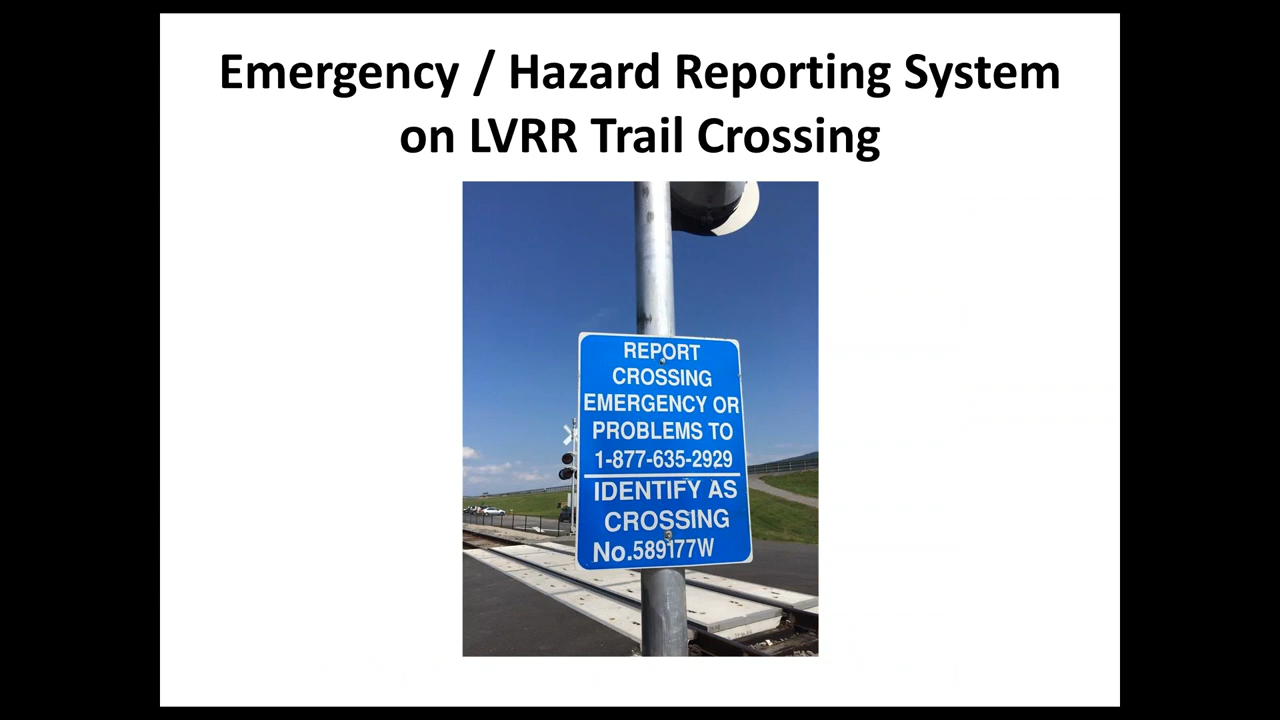 Emergency / Hazard Reporting System
on LVRR Trail Crossing
REPORT
CROSSING
EMERGENCY OR
PROBLEMS TO
1-877-635-2929
IDENTIFY AS
CROSSING
No.589177W